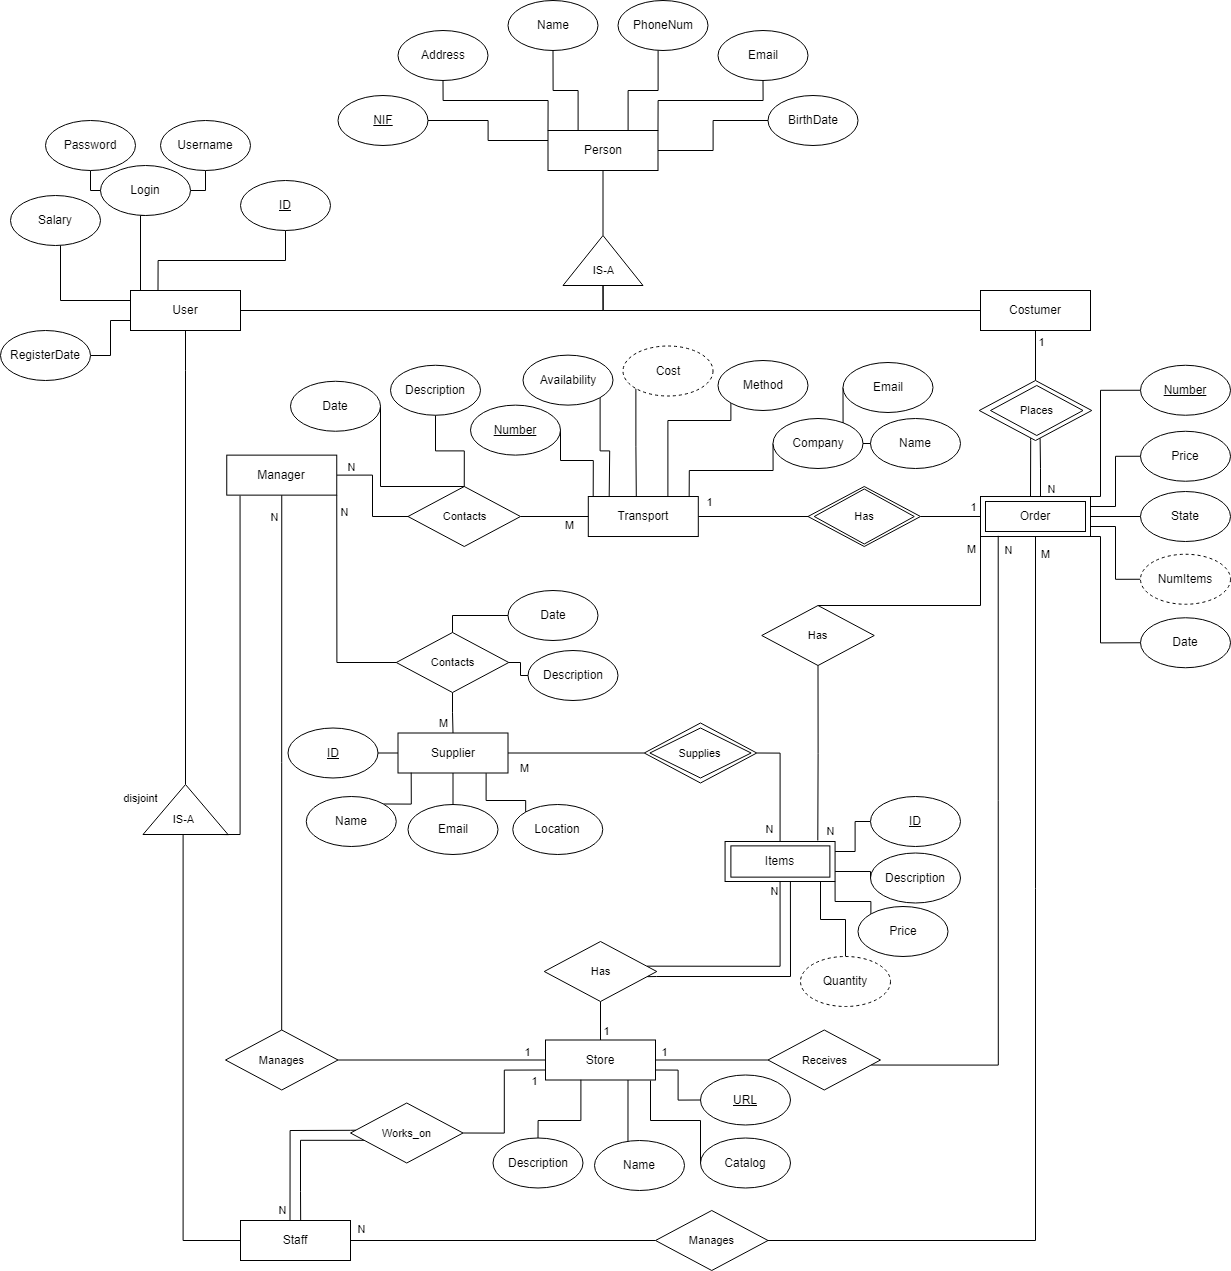 Name
PhoneNum
Address
Email
NIF
BirthDate
Person
Password
Username
Login
ID
Salary
IS-A
User
Costumer
RegisterDate
1
Places
Date
Description
Availability
Cost
Method
Email
Number
Company
Name
Number
Price
Manager
N
N
N
Contacts
M
Transport
1
Has
1
N
Order
State
M
N
M
NumItems
Date
Has
Date
Contacts
Description
M
ID
Supplier
M
Supplies
Name
Email
Location
disjoint
IS-A
N
N
ID
Items
Description
N
Price
Has
Quantity
1
Manages
1
Store
1
Receives
1
URL
Works_on
Description
Name
Catalog
N
Staff
N
Manages